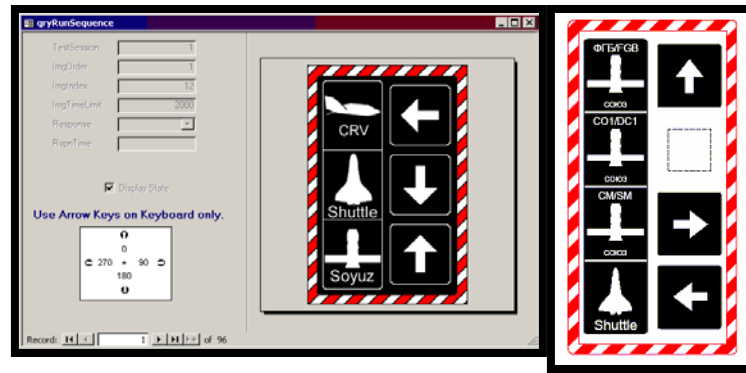 qryRunSequence
TestSession 1
ImgOrder 1
ImgIndex 12
ImgTimeLimit 2000
Response
RspnTime
Display State
Use Arrow Keys on Keyboard only.
0
270 + 90
180
Record: 1 of 96
CRV
Shuttle
Soyuz
ФГБ/FGB
СОЮЗ
СО1/DC1
СОЮЗ
СМ/SM
СОЮЗ
Shuttle